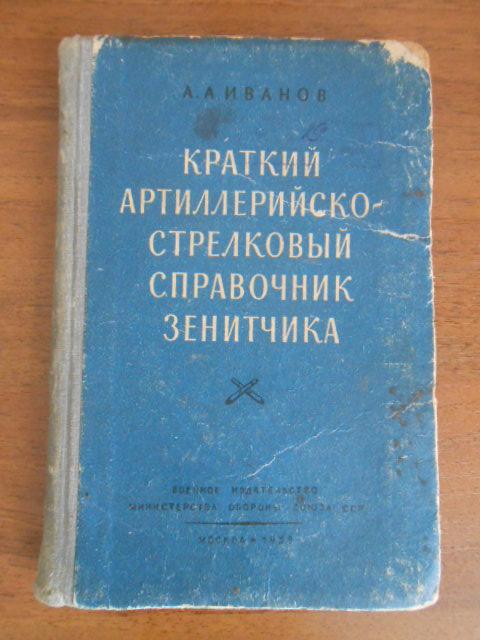 А. А ИВАНОВ
КРАТКИЙ
АРТИЛЛЕРИЙСКО-
СТРЕЛКОВЫЙ
СПРАВОЧНИК
ЗЕНИТЧИКА
ВОЕННОЕ ИЗДАТЕЛЬСТВО
МИНИСТЕРСТВА ОБОРОНЫ СОЮЗА ССР
МОСКВА